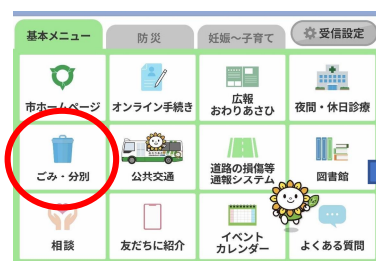 基本メニュー
防災
妊娠～子育て
受信設定
市ホームページ
オンライン手続き
広報
おわりあさひ
夜間・休日診療
ごみ・分別
公共交通
道路の損傷等
通報システム
図書館
相談
友だちに紹介
イベント
カレンダー
よくある質問